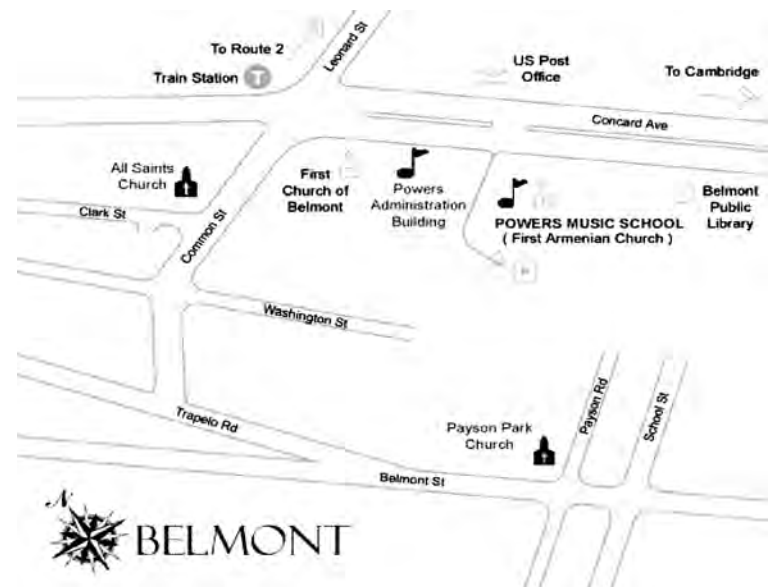 To Route 2
Leonard St
US Post
Office
Train Station T
To Cambridge
Concard Ave
All Saints
Church
First
Church of
Belmont
Powers
Administration
Building
Belmont
Public
Library
POWERS MUSIC SCHOOL
( First Armenian Church )
Clark St
Common St
P
Washington St
Payson Rd
School St
Trapelo Rd
Payson Park
Church
Belmont St
N
BELMONT